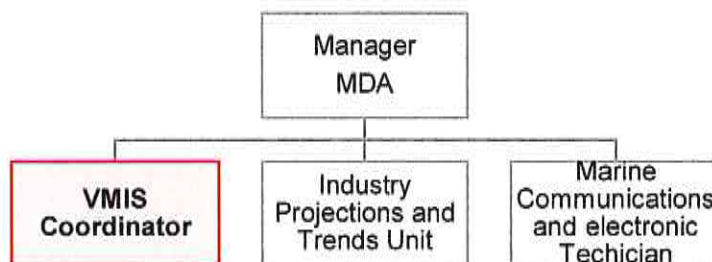 Manager
MDA
VMIS
Coordinator
Industry
Projections and
Trends Unit
Marine
Communications
and electronic
Techician